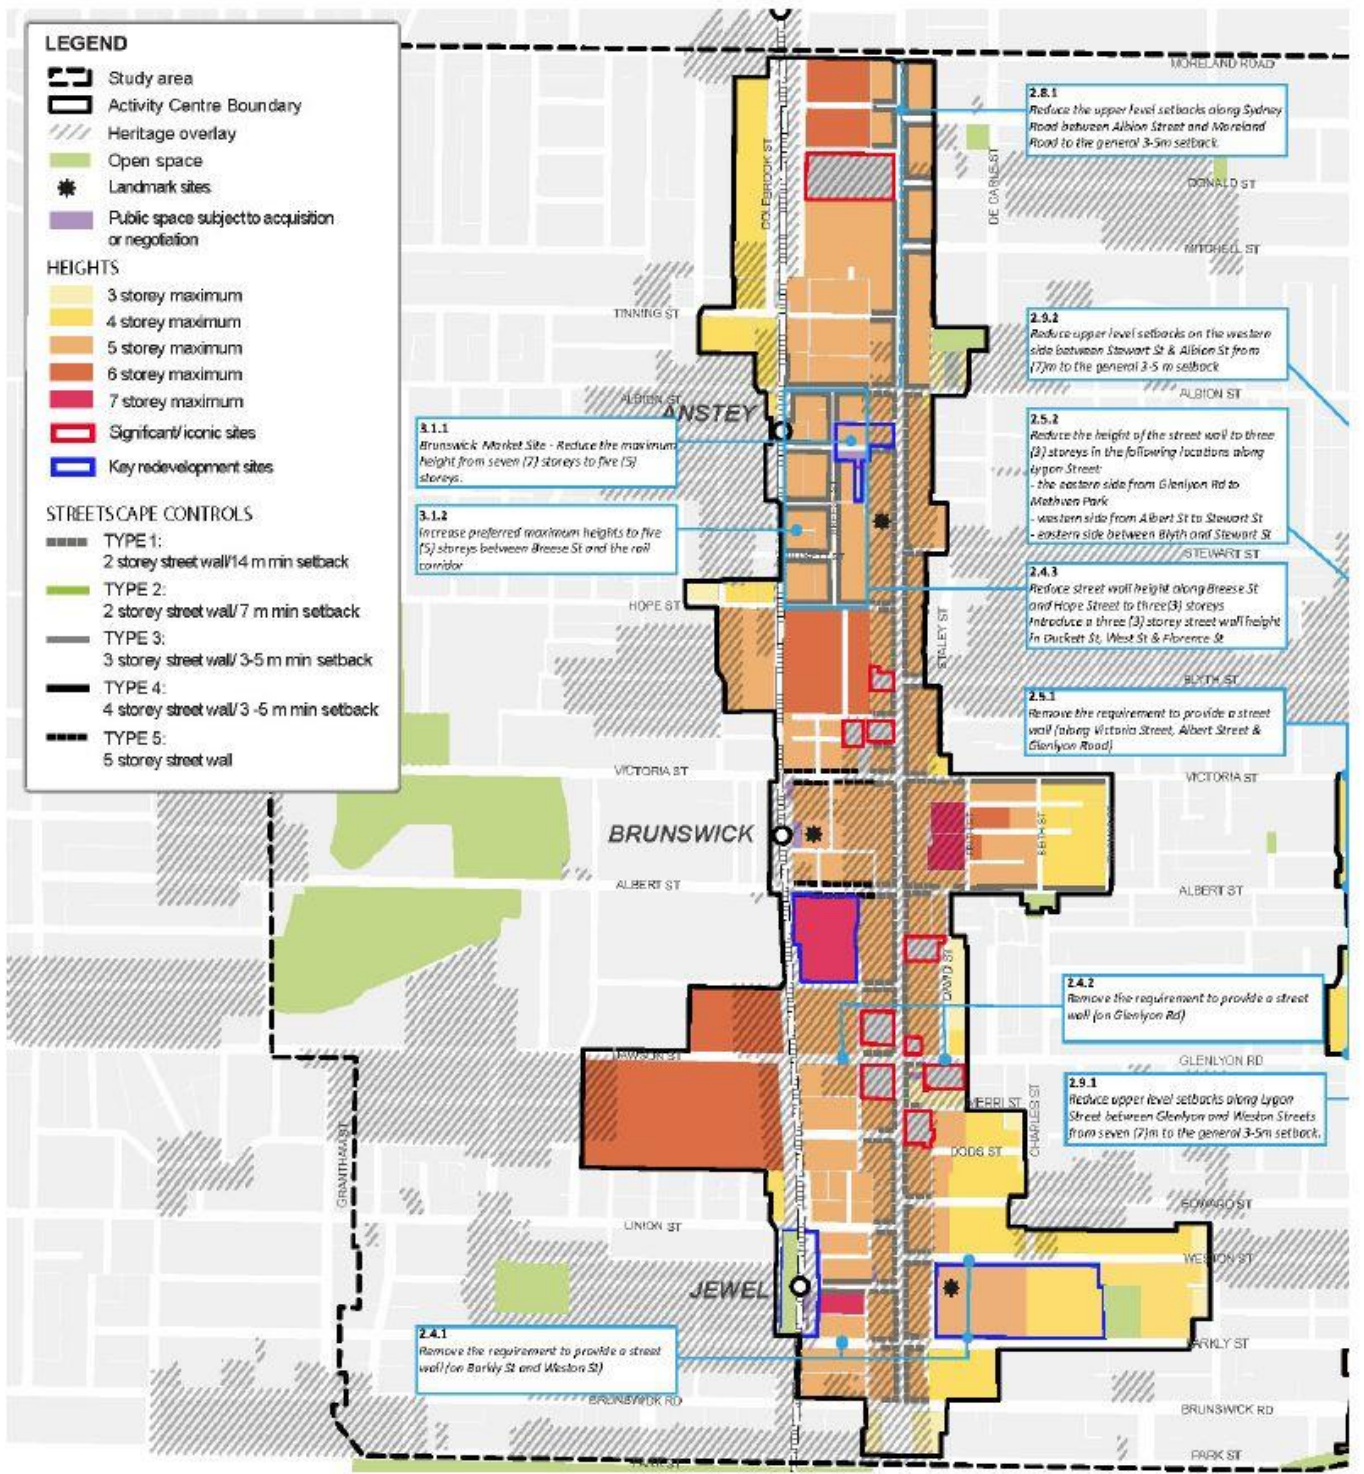 LEGEND
Study area
Activity Centre Boundary
Heritage overlay
Open space
Landmark sites
Public space subject to acquisition
or negotiation
HEIGHTS
3 storey maximum
4 storey maximum
5 storey maximum
6 storey maximum
7 storey maximum
Significant/iconic sites
Key redevelopment sites
STREETSCAPE CONTROLS
TYPE 1:
2 storey street wall/14 m min setback
TYPE 2:
2 storey street wall/ 7 m min setback
TYPE 3:
3 storey street wall/ 3-5 m min setback
TYPE 4:
4 storey street wall/ 3 -5 m min setback
TYPE 5:
5 storey street wall
MORELAND ROAD
2.8.1
Reduce the upper level setbacks along Sydney
Road between Albion Street and Moreland
Road to the general 3-5m setback.
COLEBROOK ST
DE CARLE ST
DONALD ST
MITCHELL ST
TINNING ST
2.9.2
Reduce upper level setbacks on the western
side between Stewart St & Albion St from
(7)m to the general 3-5 m setback
ALBION ST
ALBION ST
ANSTEY
3.1.1
Brunswick Market Site - Reduce the maximum
height from seven (7) storeys to five (5)
storeys.
2.5.2
Reduce the height of the street wall to three
(3) storeys in the following locations along
Lygon Street:
- the eastern side from Glenlyon Rd to
Methven Park
- western side from Albert St to Stewart St
- eastern side between Blyth and Stewart St
3.1.2
Increase preferred maximum heights to five
(5) storeys between Breese St and the rail
corridor
STEWART ST
2.4.3
Reduce street wall height along Breese St
and Hope Street to three(3) storeys
Introduce a three (3) storey street wall height
in Duckett St, West St & Florence St
HOPE ST
STALEY ST
BLYTH ST
2.5.1
Remove the requirement to provide a street
wall (along Victoria Street, Albert Street &
Glenlyon Road)
VICTORIA ST
VICTORIA ST
BRUNSWICK
ALBERT ST
ALBERT ST
DAVID ST
2.4.2
Remove the requirement to provide a street
wall (on Glenlyon Rd)
DAWSON ST
GLENLYON RD
2.9.1
Reduce upper level setbacks along Lygon
Street between Glenlyon and Weston Streets
from seven (7)m to the general 3-5m setback.
MERRI ST
CHARLES ST
GRANTHAM ST
DODS ST
EDWARD ST
UNION ST
WESTON ST
JEWEL
2.4.1
Remove the requirement to provide a street
wall (on Barkly St and Weston St)
BARKLY ST
BRUNSWICK RD
BRUNSWICK RD
PARK ST
PARK ST